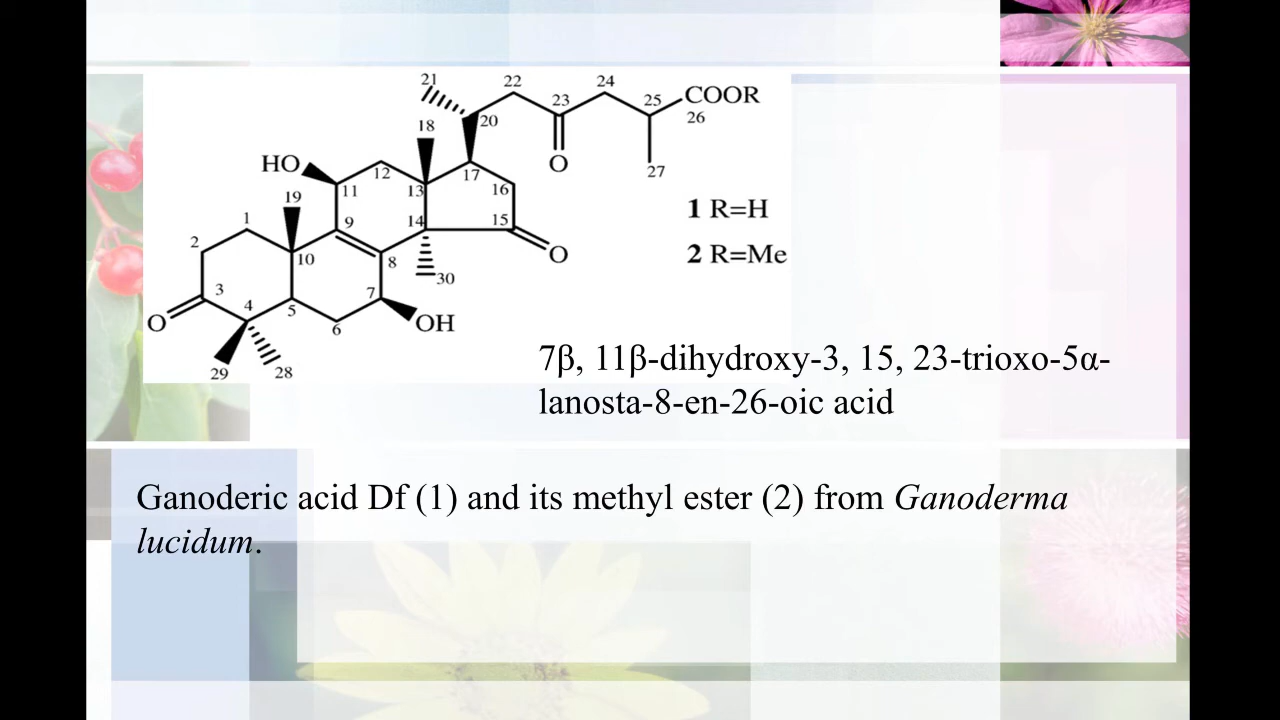 21
22
24
23
25
COOR
26
20
18
O
27
HO
12
17
16
11
13
19
1 R=H
1
9
14
15
2
2 R=Me
10
8
O
30
3
4
7
5
O
6
OH
29
28
7β, 11β-dihydroxy-3, 15, 23-trioxo-5α-
lanosta-8-en-26-oic acid
Ganoderic acid Df (1) and its methyl ester (2) from Ganoderma
lucidum.